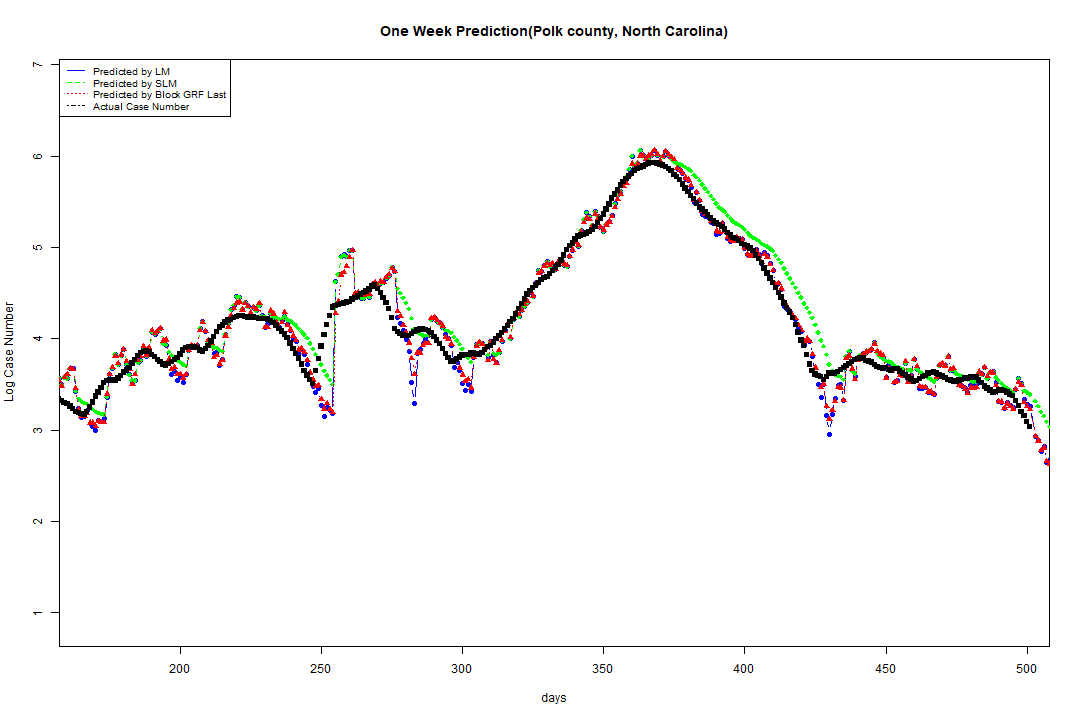 One Week Prediction(Polk county, North Carolina)
Predicted by LM
Predicted by SLM
Predicted by Block GRF Last
Actual Case Number
7
6
5
4
3
2
1
Log Case Number
200 250 300 350 400 450 500
days